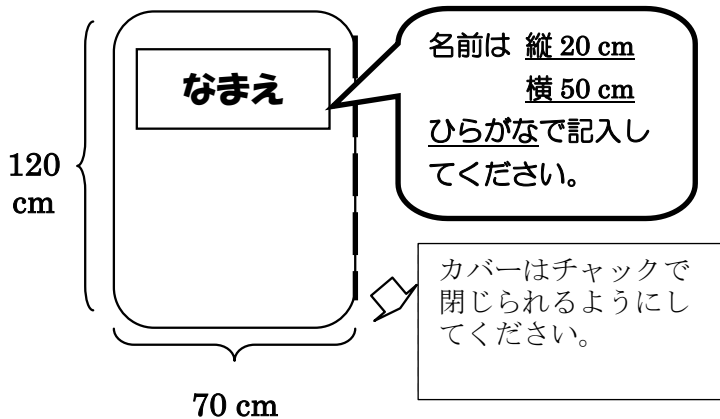 なまえ
名前は 縦 20 cm
横 50 cm
ひらがなで記入し
てください。
120
cm
カバーはチャックで
閉じられるようにし
てください。
70 cm